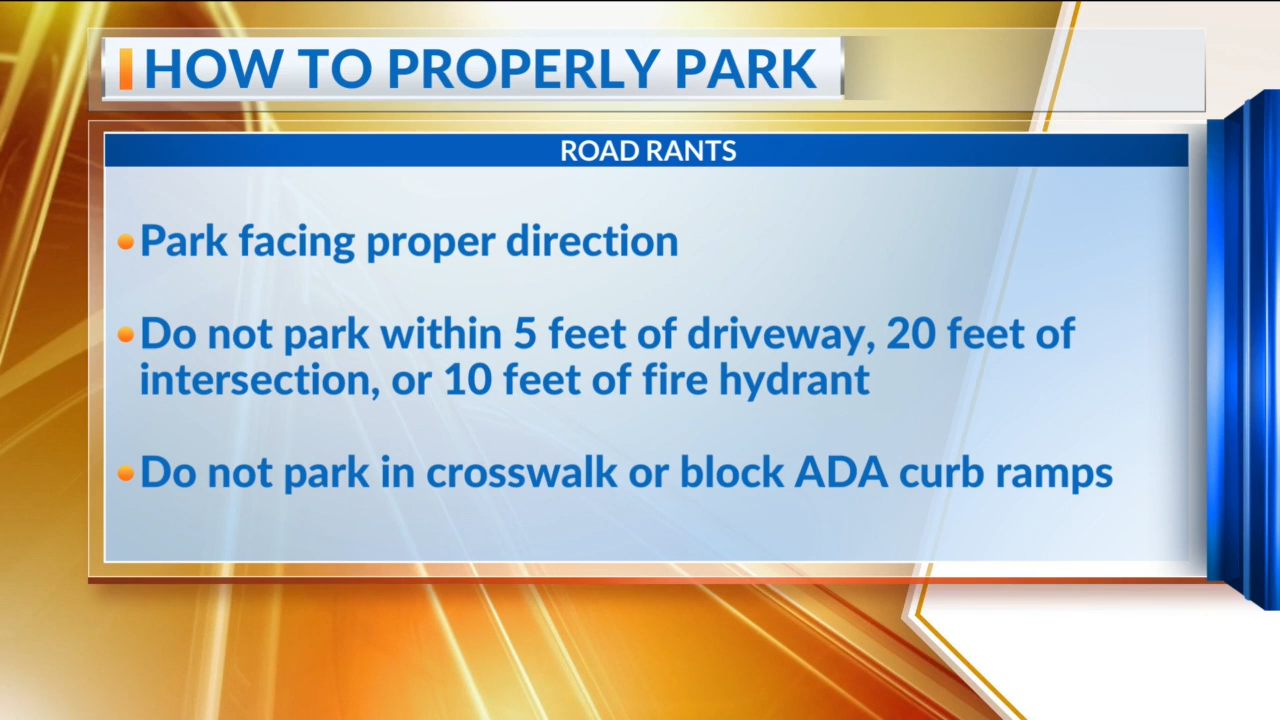 HOW TO PROPERLY PARK
ROAD RANTS
• Park facing proper direction
• Do not park within 5 feet of driveway, 20 feet of
intersection, or 10 feet of fire hydrant
• Do not park in crosswalk or block ADA curb ramps